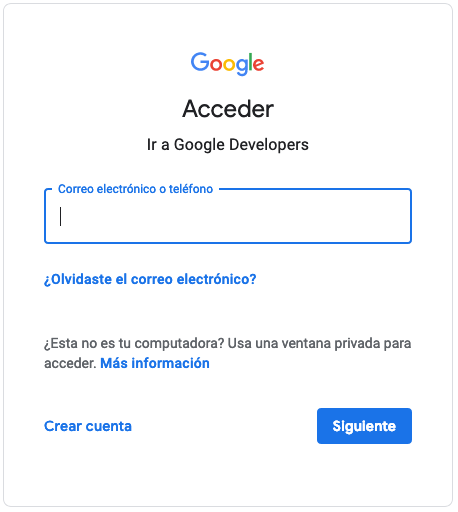 Google
Acceder
Ir a Google Developers
Correo electrónico o teléfono
¿Olvidaste el correo electrónico?
¿Esta no es tu computadora? Usa una ventana privada para
acceder. Más información
Crear cuenta
Siguiente